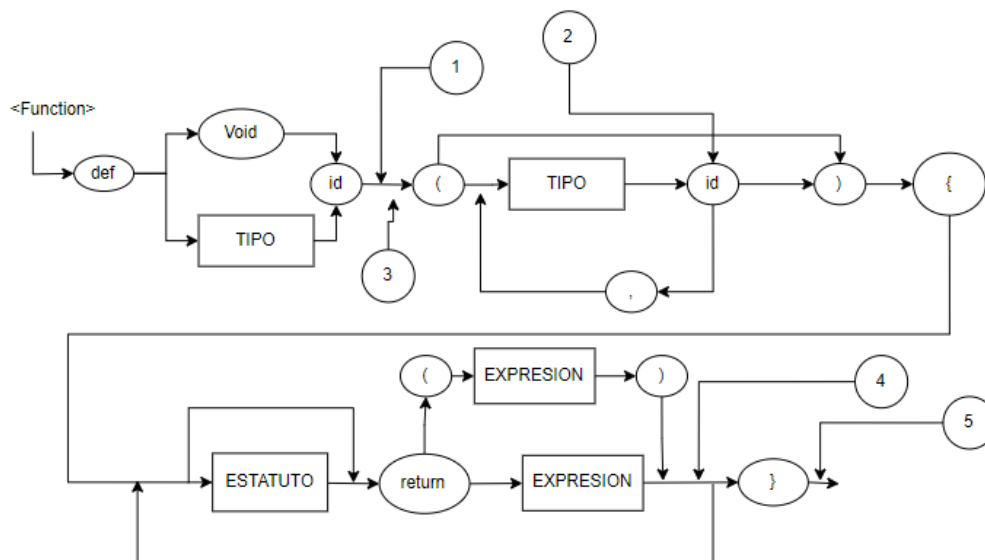 1
2
<Function>
Void
def
id
(
TIPO
id
)
{
TIPO
3
,
(
EXPRESION
)
4
5
ESTATUTO
return
EXPRESION
}